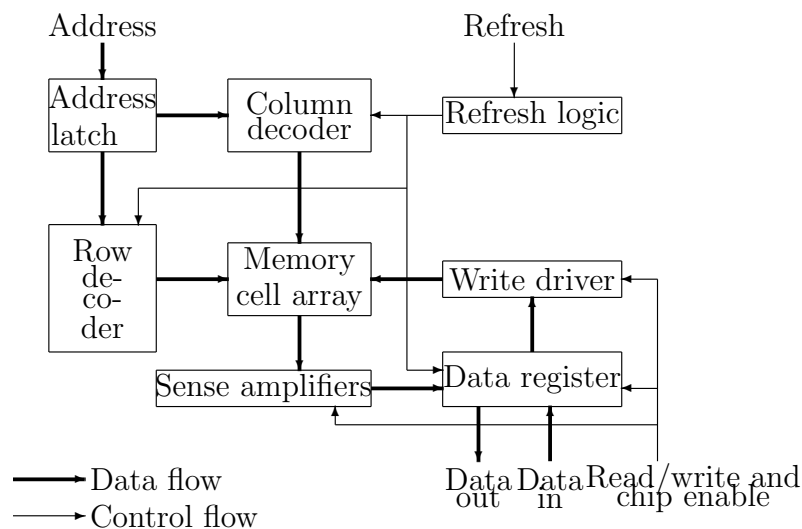 Address
Refresh
Address
latch
Column
decoder
Refresh logic
Row
de-
co-
der
Memory
cell array
Write driver
Sense amplifiers
Data register
Data
out
Data
in
Read/write and
chip enable
Data flow
Control flow